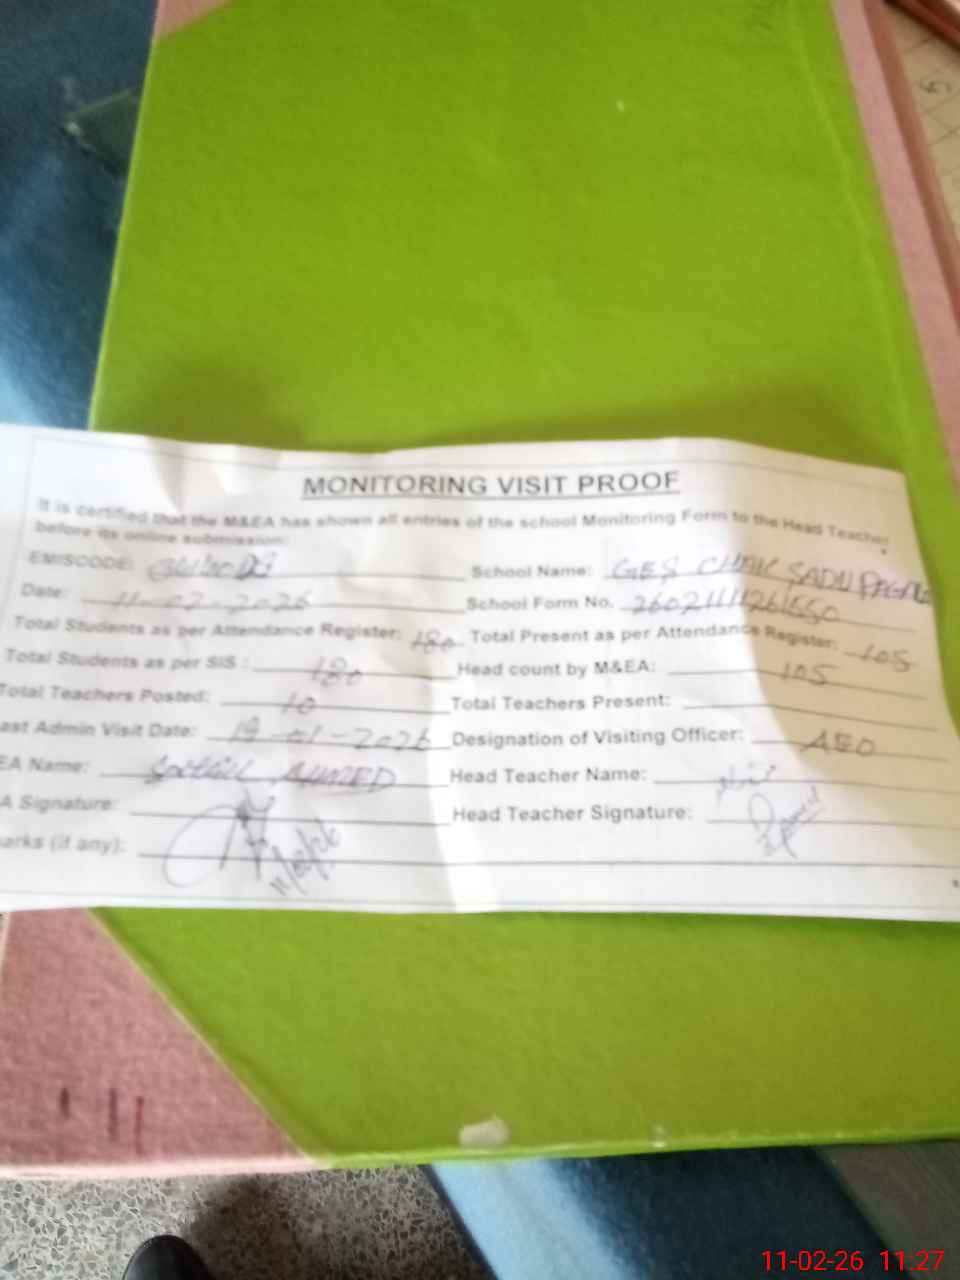 MONITORING VISIT PROOF
It is certified that the M&EA has shown all entries of the school Monitoring Form to the Head Teacher
before its online submission:
EMISCODE: School Name: GES CHAK SADU
Date: 11-02-2026 School Form No.
Total Students as per Attendance Register: 180 Total Present as per Attendance Register: 105
Total Students as per SIS : 180 Head count by M&EA: 105
Total Teachers Posted: 10 Total Teachers Present:
ast Admin Visit Date: 19-01-2026 Designation of Visiting Officer: AEO
EA Name: AHMED Head Teacher Name:
A Signature: Head Teacher Signature:
11/02/26
arks (if any):
11-02-26 11:27